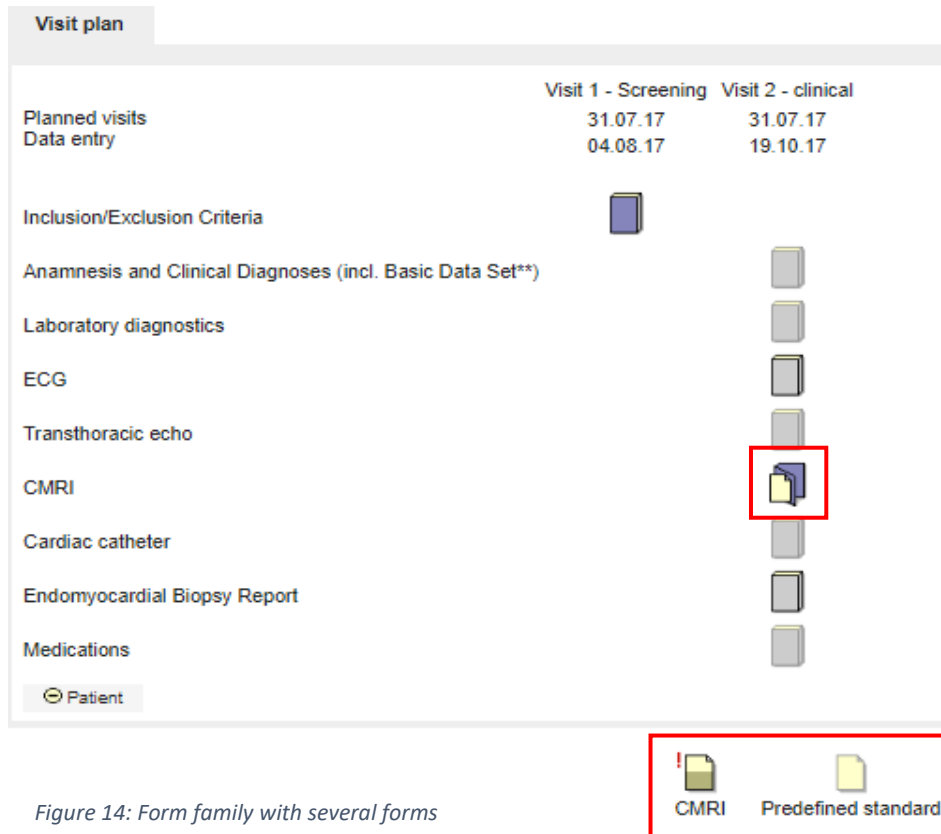 Visit plan
Visit 1 - Screening Visit 2 - clinical
Planned visits 31.07.17 31.07.17
Data entry 04.08.17 19.10.17
Inclusion/Exclusion Criteria
Anamnesis and Clinical Diagnoses (incl. Basic Data Set**)
Laboratory diagnostics
ECG
Transthoracic echo
CMRI
Cardiac catheter
Endomyocardial Biopsy Report
Medications
Patient
!
CMRI Predefined standard
Figure 14: Form family with several forms